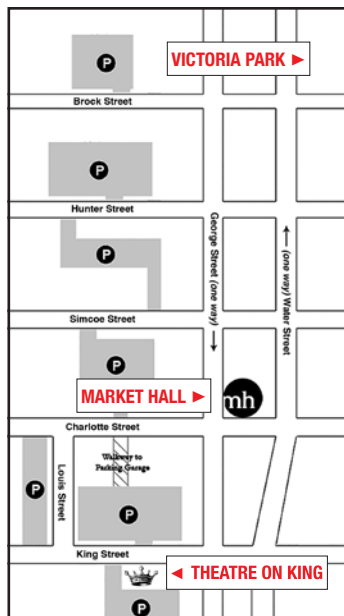 P
VICTORIA PARK ►
Brock Street
P
Hunter Street
George Street (one way) →
← (one way) Water Street
P
Simcoe Street
P
MARKET HALL ►
mh
Charlotte Street
Walkway to
Parking Garage
Louis Street
P
P
King Street
◄ THEATRE ON KING
P